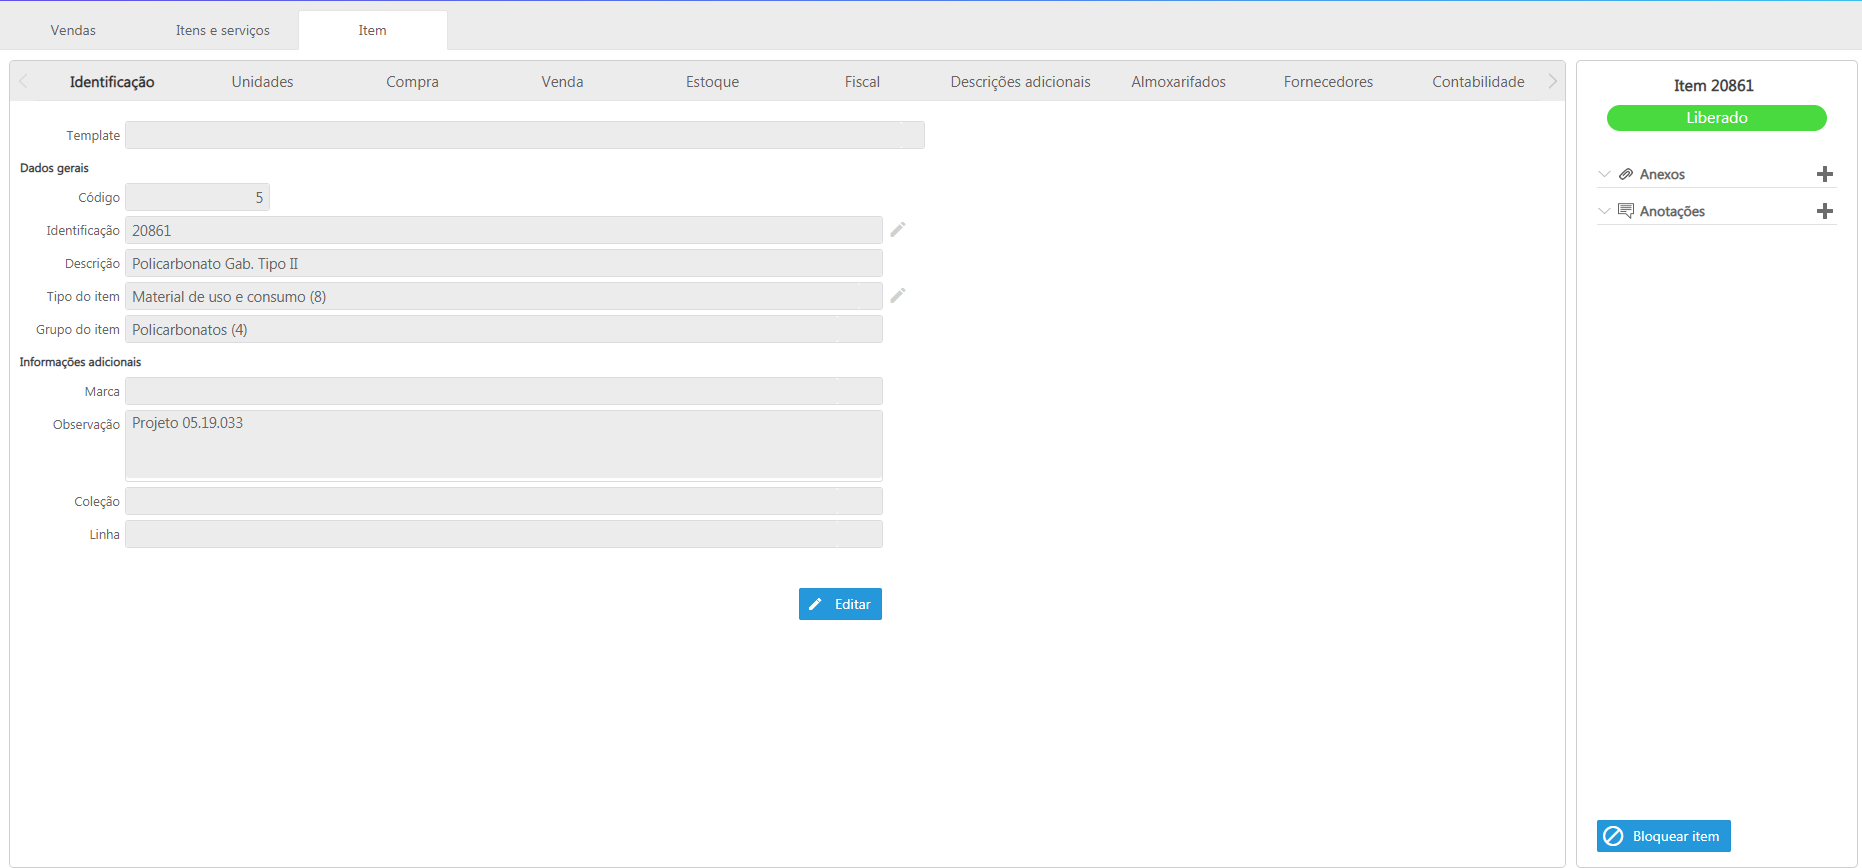 Vendas Itens e serviços Item
Identificação Unidades Compra Venda Estoque Fiscal Descrições adicionais Almoxarifados Fornecedores Contabilidade
Template
Dados gerais
Código 5
Identificação 20861
Descrição Policarbonato Gab. Tipo II
Tipo do item Material de uso e consumo (8)
Grupo do item Policarbonatos (4)
Informações adicionais
Marca
Observação Projeto 05.19.033
Coleção
Linha
Editar
Item 20861
Liberado
Anexos
Anotações
Bloquear item